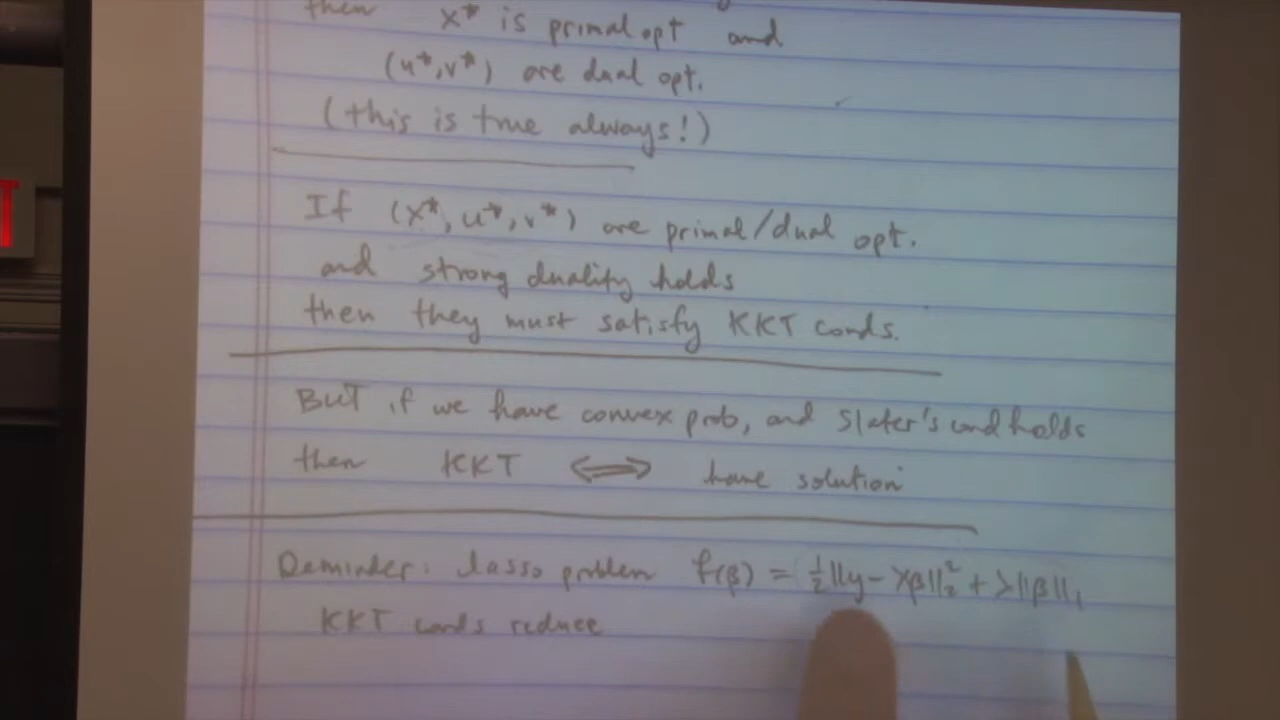 then x* is primal opt and
(u*, v*) are dual opt.
(this is true always!)
If (x*, u*, v*) are primal/dual opt.
and strong duality holds
then they must satisfy KKT conds.
But if we have convex prob, and Slater's cond holds
then KKT ⟺ have solution
Reminder: lasso problem f(β) = ½||y - Xβ||₂² + λ||β||₁
KKT conds reduce